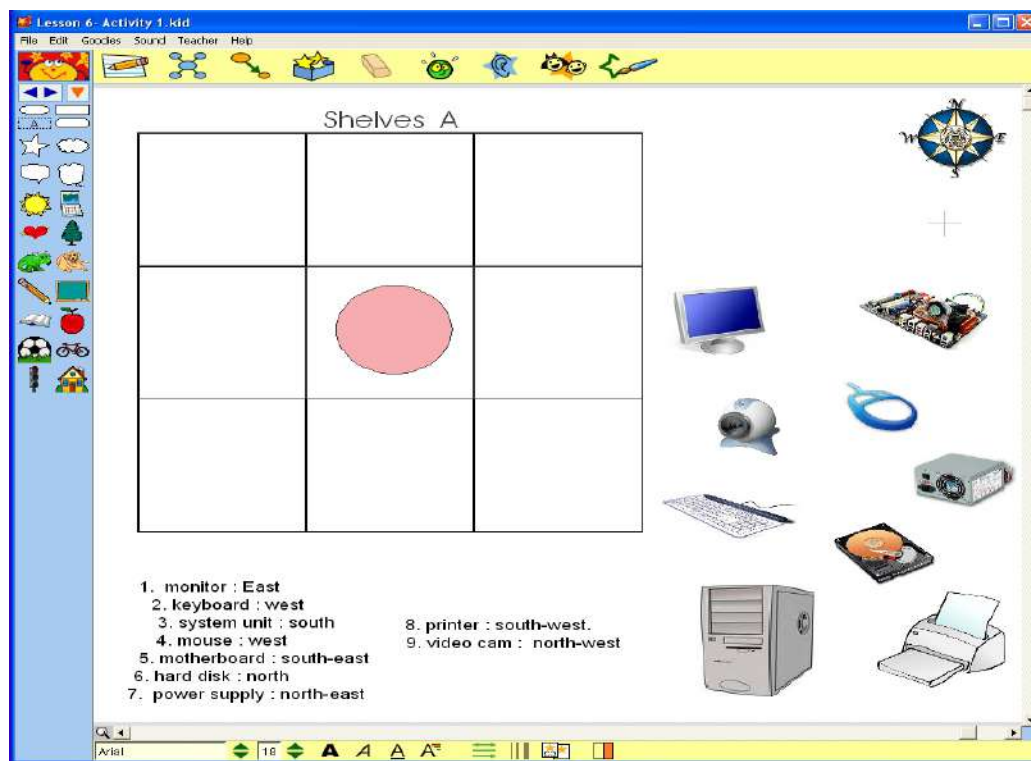 Lesson 6- Activity 1.kid
File Edit Goodies Sound Teacher Help
A
Shelves A
N
W E
S
1. monitor : East
2. keyboard : west
3. system unit : south
4. mouse : west
5. motherboard : south-east
6. hard disk : north
7. power supply : north-east
8. printer : south-west.
9. video cam : north-west
Arial 18 A A A A